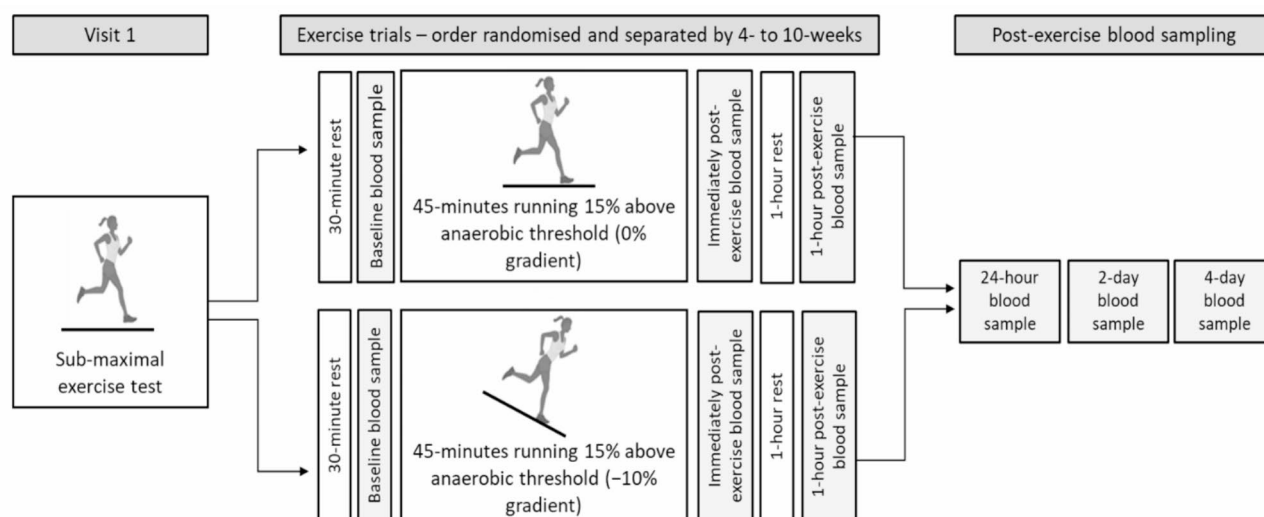 Visit 1
Exercise trials – order randomised and separated by 4- to 10-weeks
Post-exercise blood sampling
Sub-maximal
exercise test
30-minute rest
Baseline blood sample
45-minutes running 15% above
anaerobic threshold (0%
gradient)
Immediately post-
exercise blood sample
1-hour rest
1-hour post-exercise
blood sample
30-minute rest
Baseline blood sample
45-minutes running 15% above
anaerobic threshold (−10%
gradient)
Immediately post-
exercise blood sample
1-hour rest
1-hour post-exercise
blood sample
24-hour
blood
sample
2-day
blood
sample
4-day
blood
sample